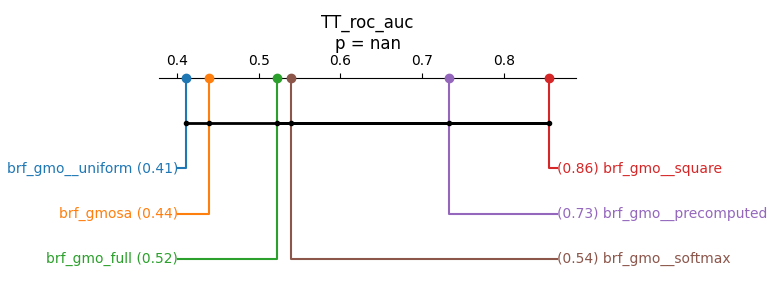 TT_roc_auc
p = nan
0.4 0.5 0.6 0.7 0.8
brf_gmo__uniform (0.41) (0.86) brf_gmo__square
brf_gmosa (0.44) (0.73) brf_gmo__precomputed
brf_gmo_full (0.52) (0.54) brf_gmo__softmax